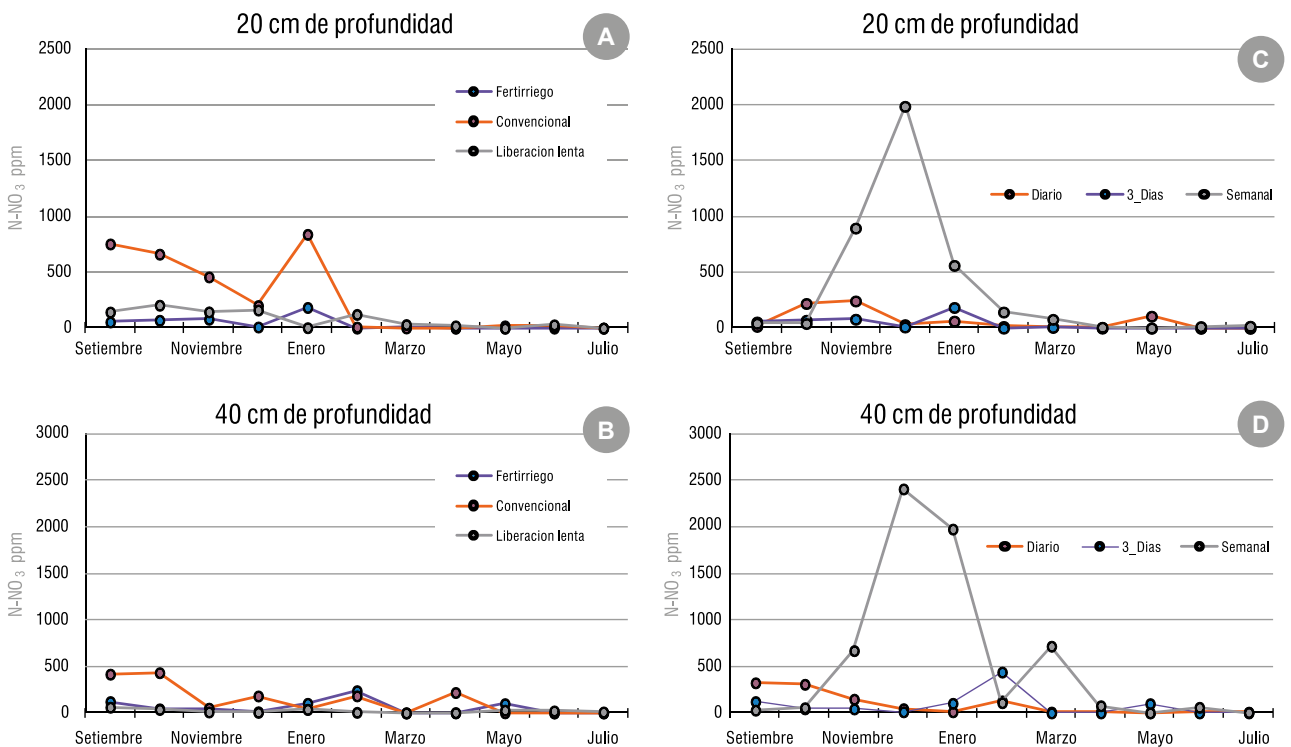 20 cm de profundidad
A
2500
2000
1500
1000
500
0
N-NO3 ppm
Fertirriego
Convencional
Liberacion lenta
Setiembre Noviembre Enero Marzo Mayo Julio
20 cm de profundidad
C
2500
2000
1500
1000
500
0
N-NO3 ppm
Diario 3_Dias Semanal
Setiembre Noviembre Enero Marzo Mayo Julio
40 cm de profundidad
B
3000
2500
2000
1500
1000
500
0
N-NO3 ppm
Fertirriego
Convencional
Liberacion lenta
Setiembre Noviembre Enero Marzo Mayo Julio
40 cm de profundidad
D
3000
2500
2000
1500
1000
500
0
N-NO3 ppm
Diario 3_Dias Semanal
Setiembre Noviembre Enero Marzo Mayo Julio